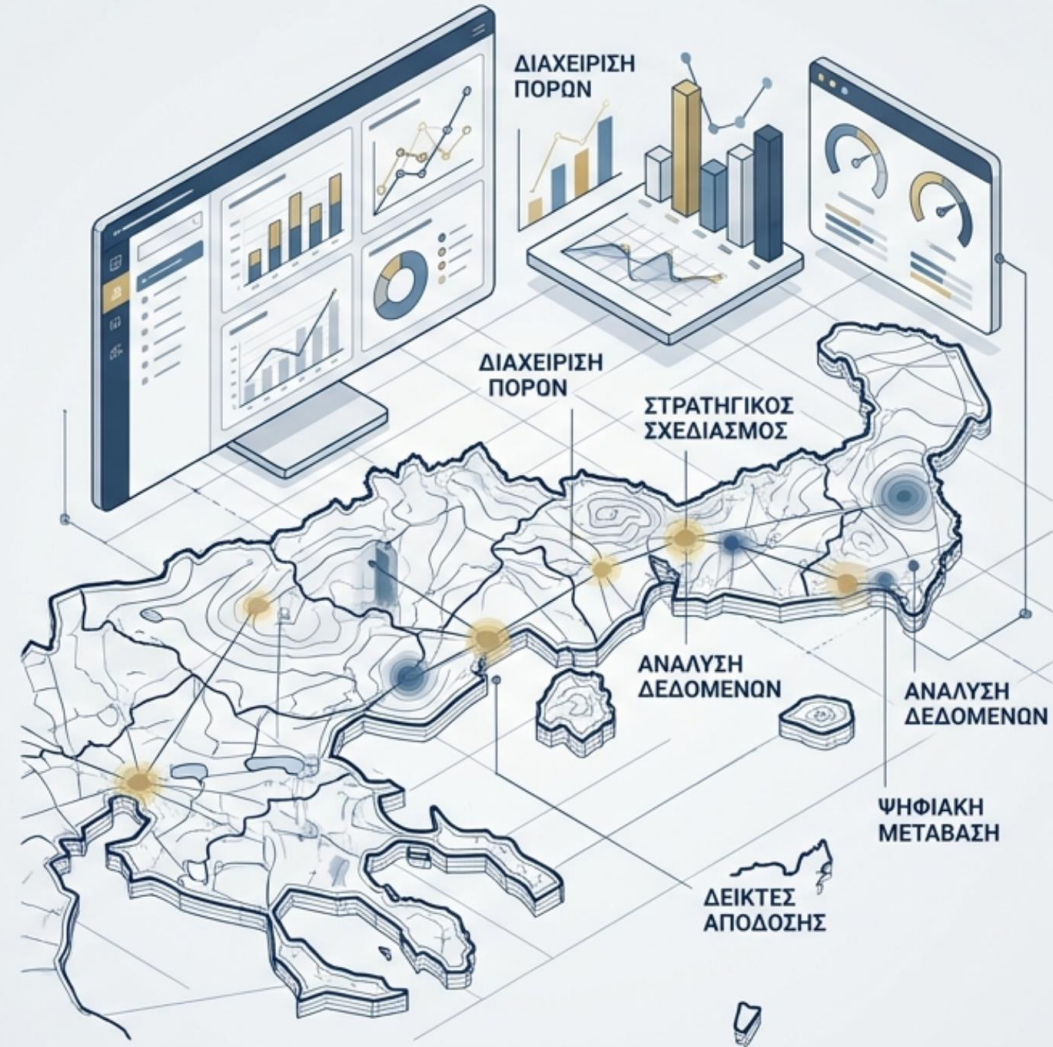 ΔΙΑΧΕΙΡΙΣΗ
ΠΟΡΩΝ
ΔΙΑΧΕΙΡΙΣΗ
ΠΟΡΩΝ
ΣΤΡΑΤΗΓΙΚΟΣ
ΣΧΕΔΙΑΣΜΟΣ
ΑΝΑΛΥΣΗ
ΔΕΔΟΜΕΝΩΝ
ΑΝΑΛΥΣΗ
ΔΕΔΟΜΕΝΩΝ
ΨΗΦΙΑΚΗ
ΜΕΤΑΒΑΣΗ
ΔΕΙΚΤΕΣ
ΑΠΟΔΟΣΗΣ